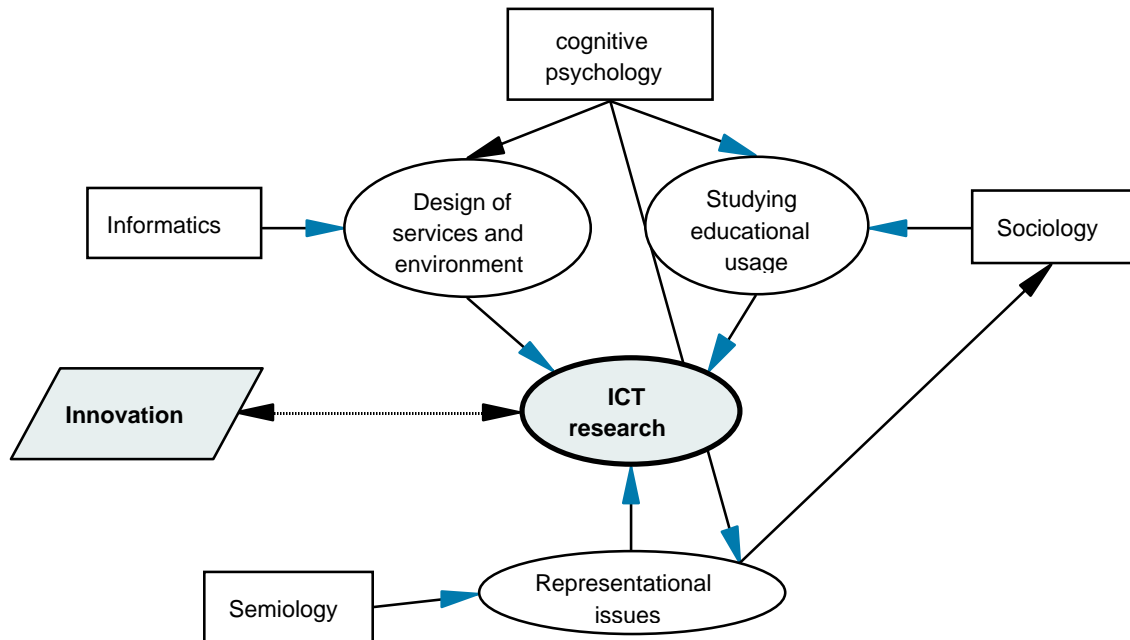 cognitive
psychology
Design of
services and
environment
Studying
educational
usage
Informatics
Sociology
Innovation
ICT
research
Representational
issues
Semiology